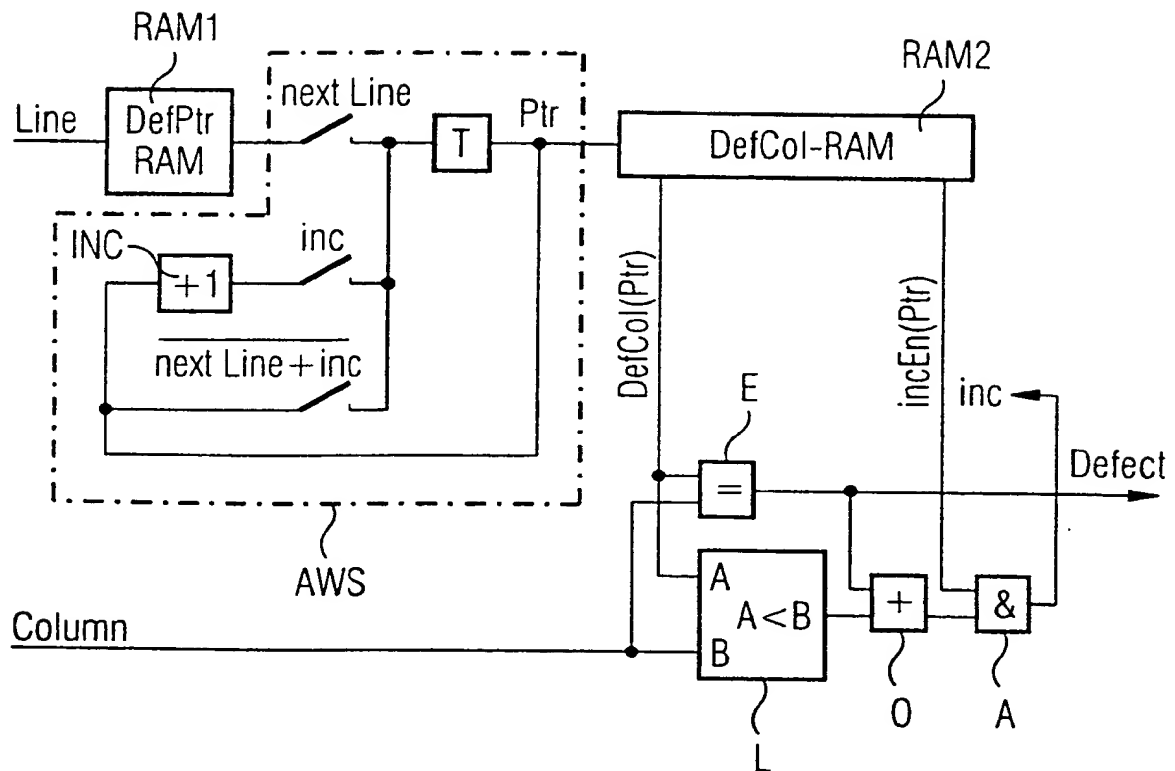 RAM1
RAM2
next Line
Line
DefPtr
RAM
T
Ptr
DefCol-RAM
INC
+1
inc
next Line+inc
DefCol(Ptr)
incEn(Ptr)
E
inc
=
Defect
AWS
A
A<B
B
+
&
Column
O
A
L